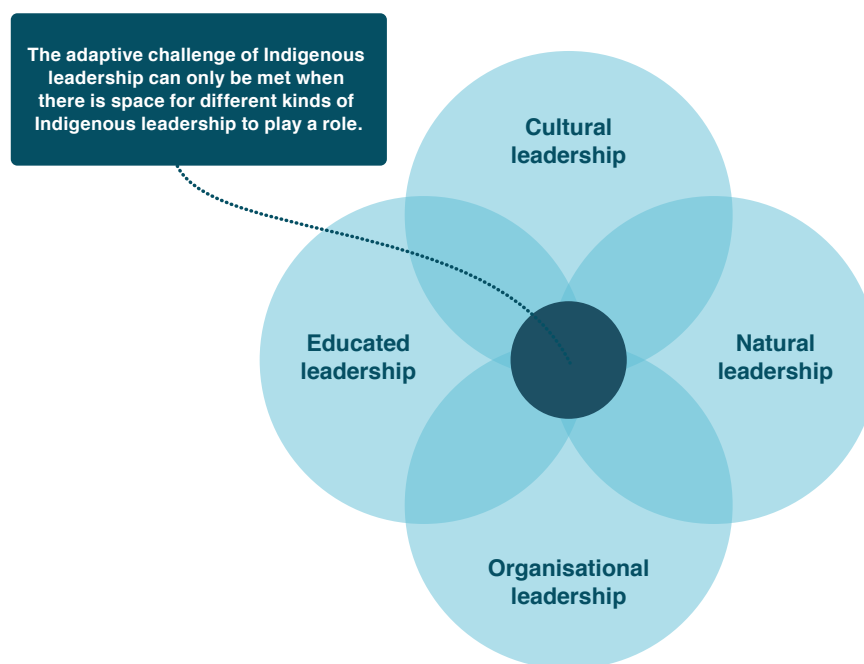 The adaptive challenge of Indigenous
leadership can only be met when
there is space for different kinds of
Indigenous leadership to play a role.
Cultural
leadership
Educated
leadership
Natural
leadership
Organisational
leadership